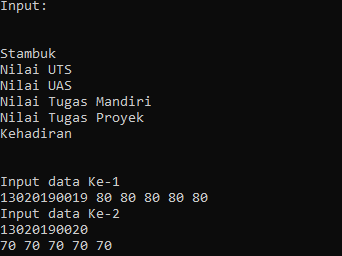 Input:
Stambuk
Nilai UTS
Nilai UAS
Nilai Tugas Mandiri
Nilai Tugas Proyek
Kehadiran
Input data Ke-1
13020190019 80 80 80 80 80
Input data Ke-2
13020190020
70 70 70 70 70